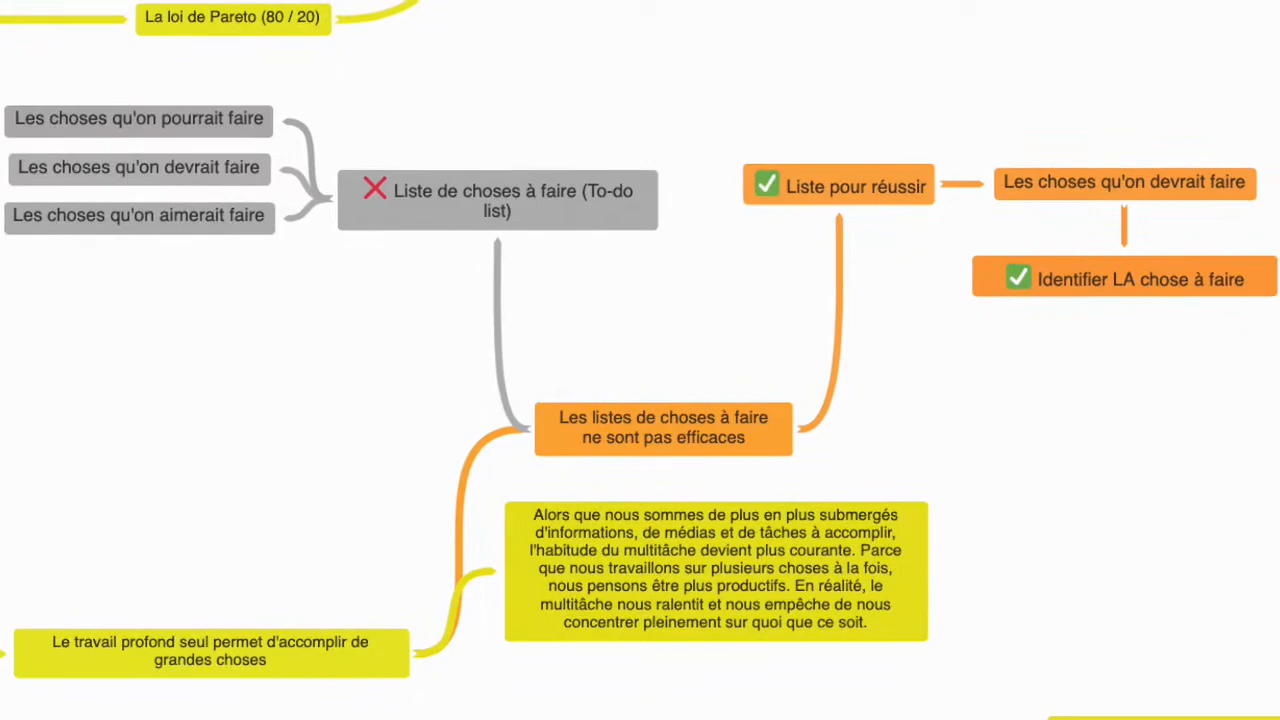 La loi de Pareto (80 / 20)
Les choses qu'on pourrait faire
Les choses qu'on devrait faire
Les choses qu'on aimerait faire
❌ Liste de choses à faire (To-do
list)
✅ Liste pour réussir
Les choses qu'on devrait faire
✅ Identifier LA chose à faire
Les listes de choses à faire
ne sont pas efficaces
Alors que nous sommes de plus en plus submergés
d'informations, de médias et de tâches à accomplir,
l'habitude du multitâche devient plus courante. Parce
que nous travaillons sur plusieurs choses à la fois,
nous pensons être plus productifs. En réalité, le
multitâche nous ralentit et nous empêche de nous
concentrer pleinement sur quoi que ce soit.
Le travail profond seul permet d'accomplir de
grandes choses